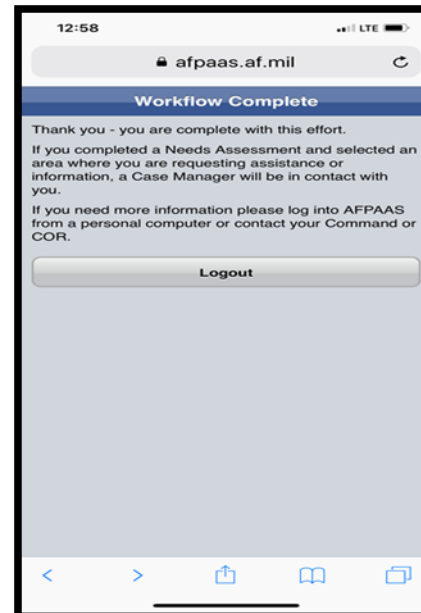 12:58
LTE
afpaas.af.mil
Workflow Complete
Thank you - you are complete with this effort.
If you completed a Needs Assessment and selected an
area where you are requesting assistance or
information, a Case Manager will be in contact with
you.
If you need more information please log into AFPAAS
from a personal computer or contact your Command or
COR.
Logout